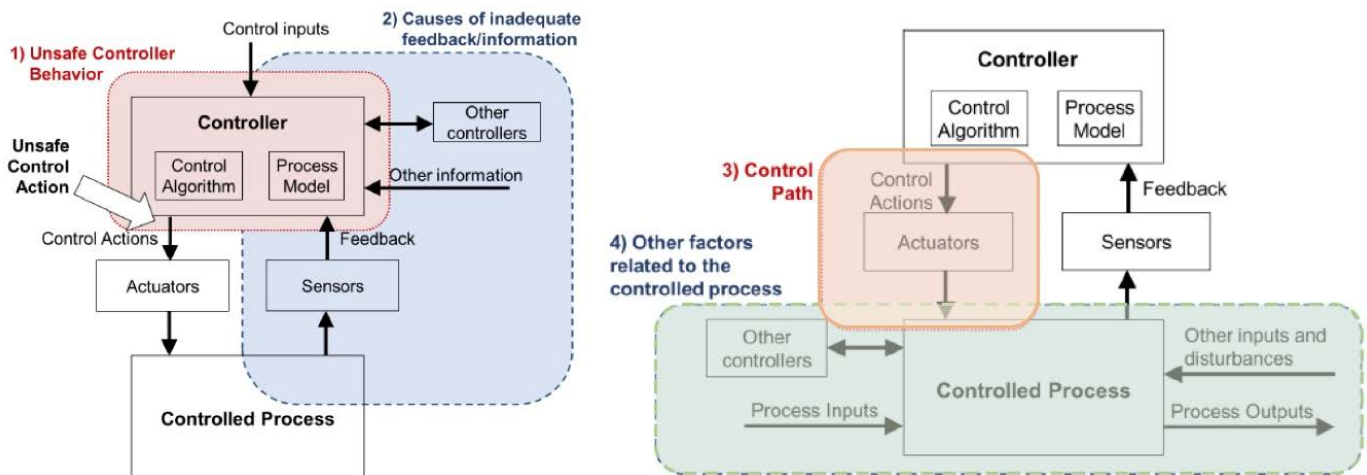 Control inputs
2) Causes of inadequate
feedback/information
1) Unsafe Controller
Behavior
Controller
Other
controllers
Unsafe
Control
Action
Control
Algorithm
Process
Model
Other information
Control Actions
Feedback
Actuators
Sensors
Controlled Process
Controller
Control
Algorithm
Process
Model
3) Control
Path
Control
Actions
Feedback
Actuators
Sensors
4) Other factors
related to the
controlled process
Other
controllers
Other inputs and
disturbances
Controlled Process
Process Inputs
Process Outputs